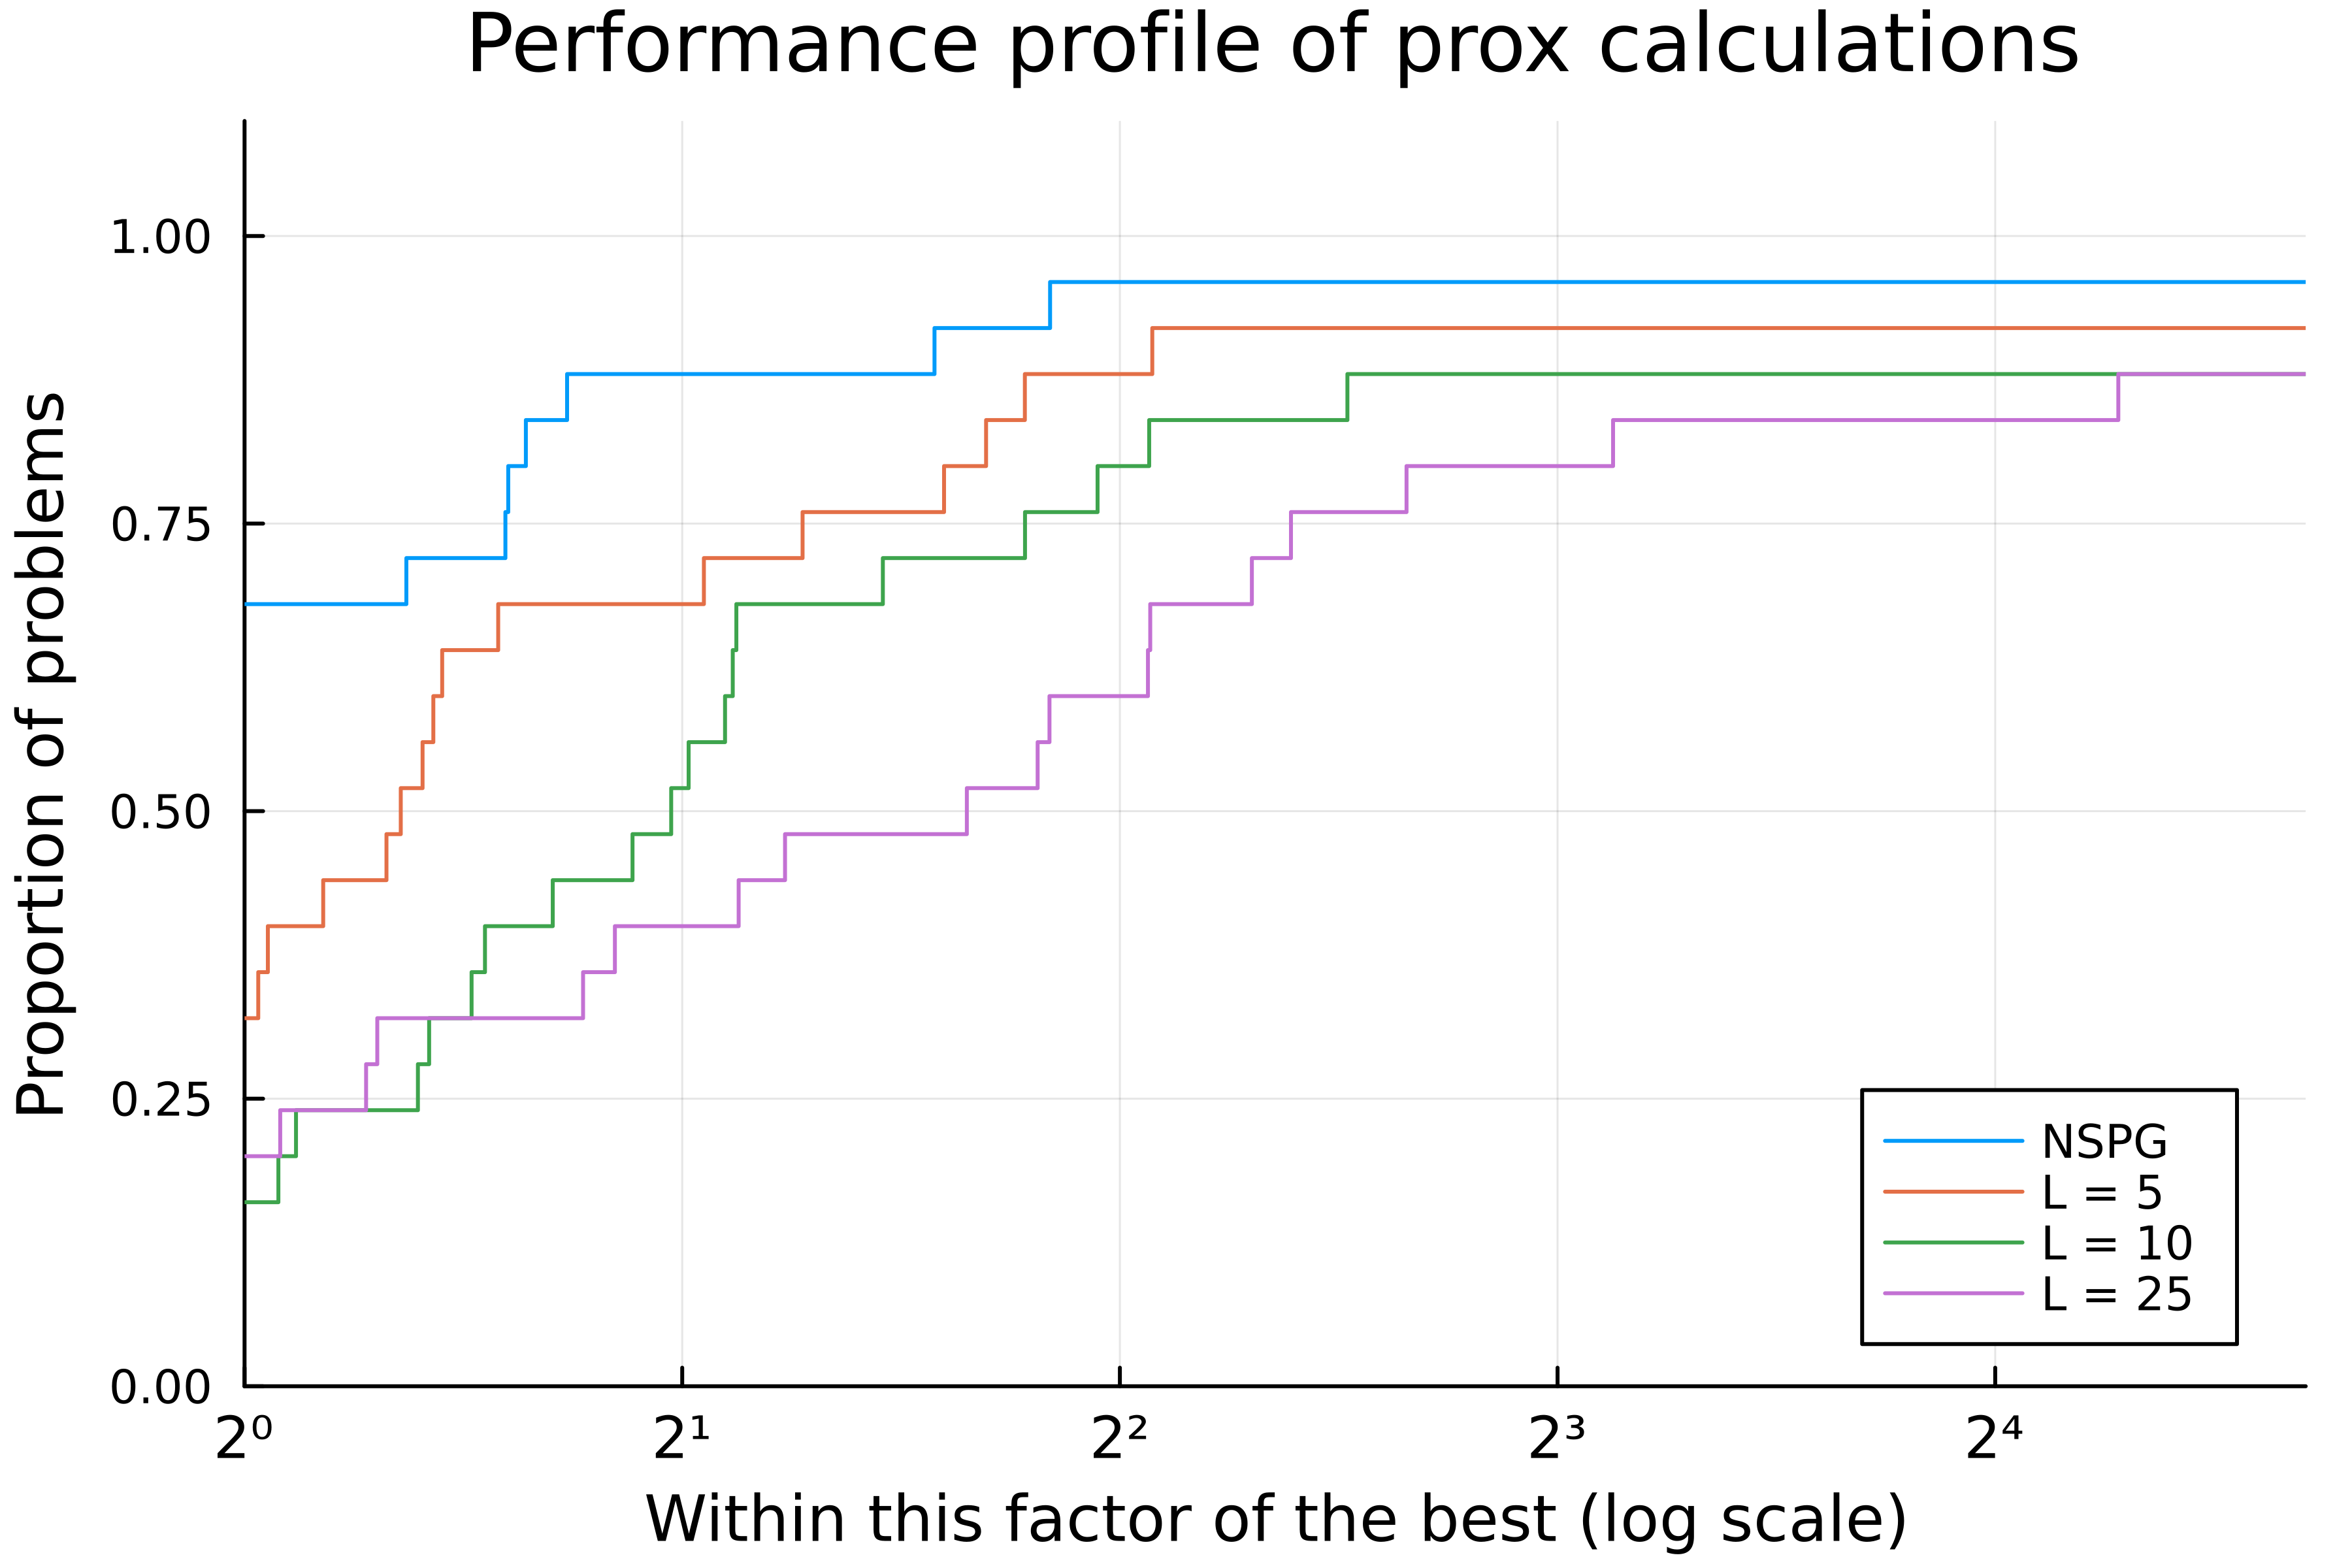 Performance profile of prox calculations
Proportion of problems
1.00
0.75
0.50
0.25
0.00
2⁰ 2¹ 2² 2³ 2⁴
Within this factor of the best (log scale)
NSPG
L = 5
L = 10
L = 25